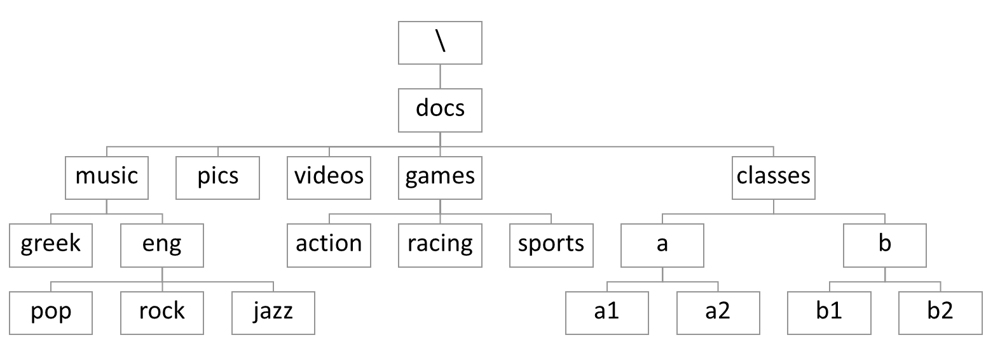 \
docs
music pics videos games classes
greek eng action racing sports a b
pop rock jazz a1 a2 b1 b2